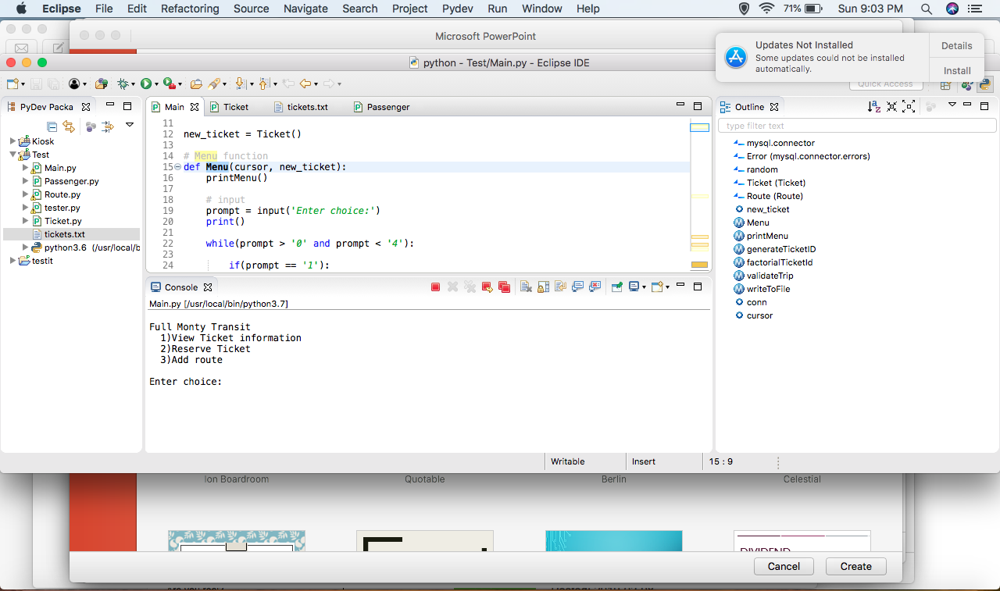 Eclipse File Edit Refactoring Source Navigate Search Project Pydev Run Window Help 71% Sun 9:03 PM
Microsoft PowerPoint
Updates Not Installed
Some updates could not be installed
automatically.
Details
Install
python - Test/Main.py - Eclipse IDE
Quick Access
PyDev Packa
Kiosk
Test
Main.py
Passenger.py
Route.py
tester.py
Ticket.py
tickets.txt
python3.6 (/usr/local/b
testit
Main Ticket tickets.txt Passenger
11
12 new_ticket = Ticket()
13
14 # Menu function
15 def Menu(cursor, new_ticket):
16 printMenu()
17
18 # input
19 prompt = input('Enter choice:')
20 print()
21
22 while(prompt > '0' and prompt < '4'):
23
24 if(prompt == '1'):
Console
Main.py [/usr/local/bin/python3.7]
Full Monty Transit
1)View Ticket information
2)Reserve Ticket
3)Add route
Enter choice:
Outline
type filter text
mysql.connector
Error (mysql.connector.errors)
random
Ticket (Ticket)
Route (Route)
new_ticket
Menu
printMenu
generateTicketID
factorialTicketId
validateTrip
writeToFile
conn
cursor
Writable Insert 15 : 9
Ion Boardroom Quotable Berlin Celestial
DIVIDEND
Cancel Create